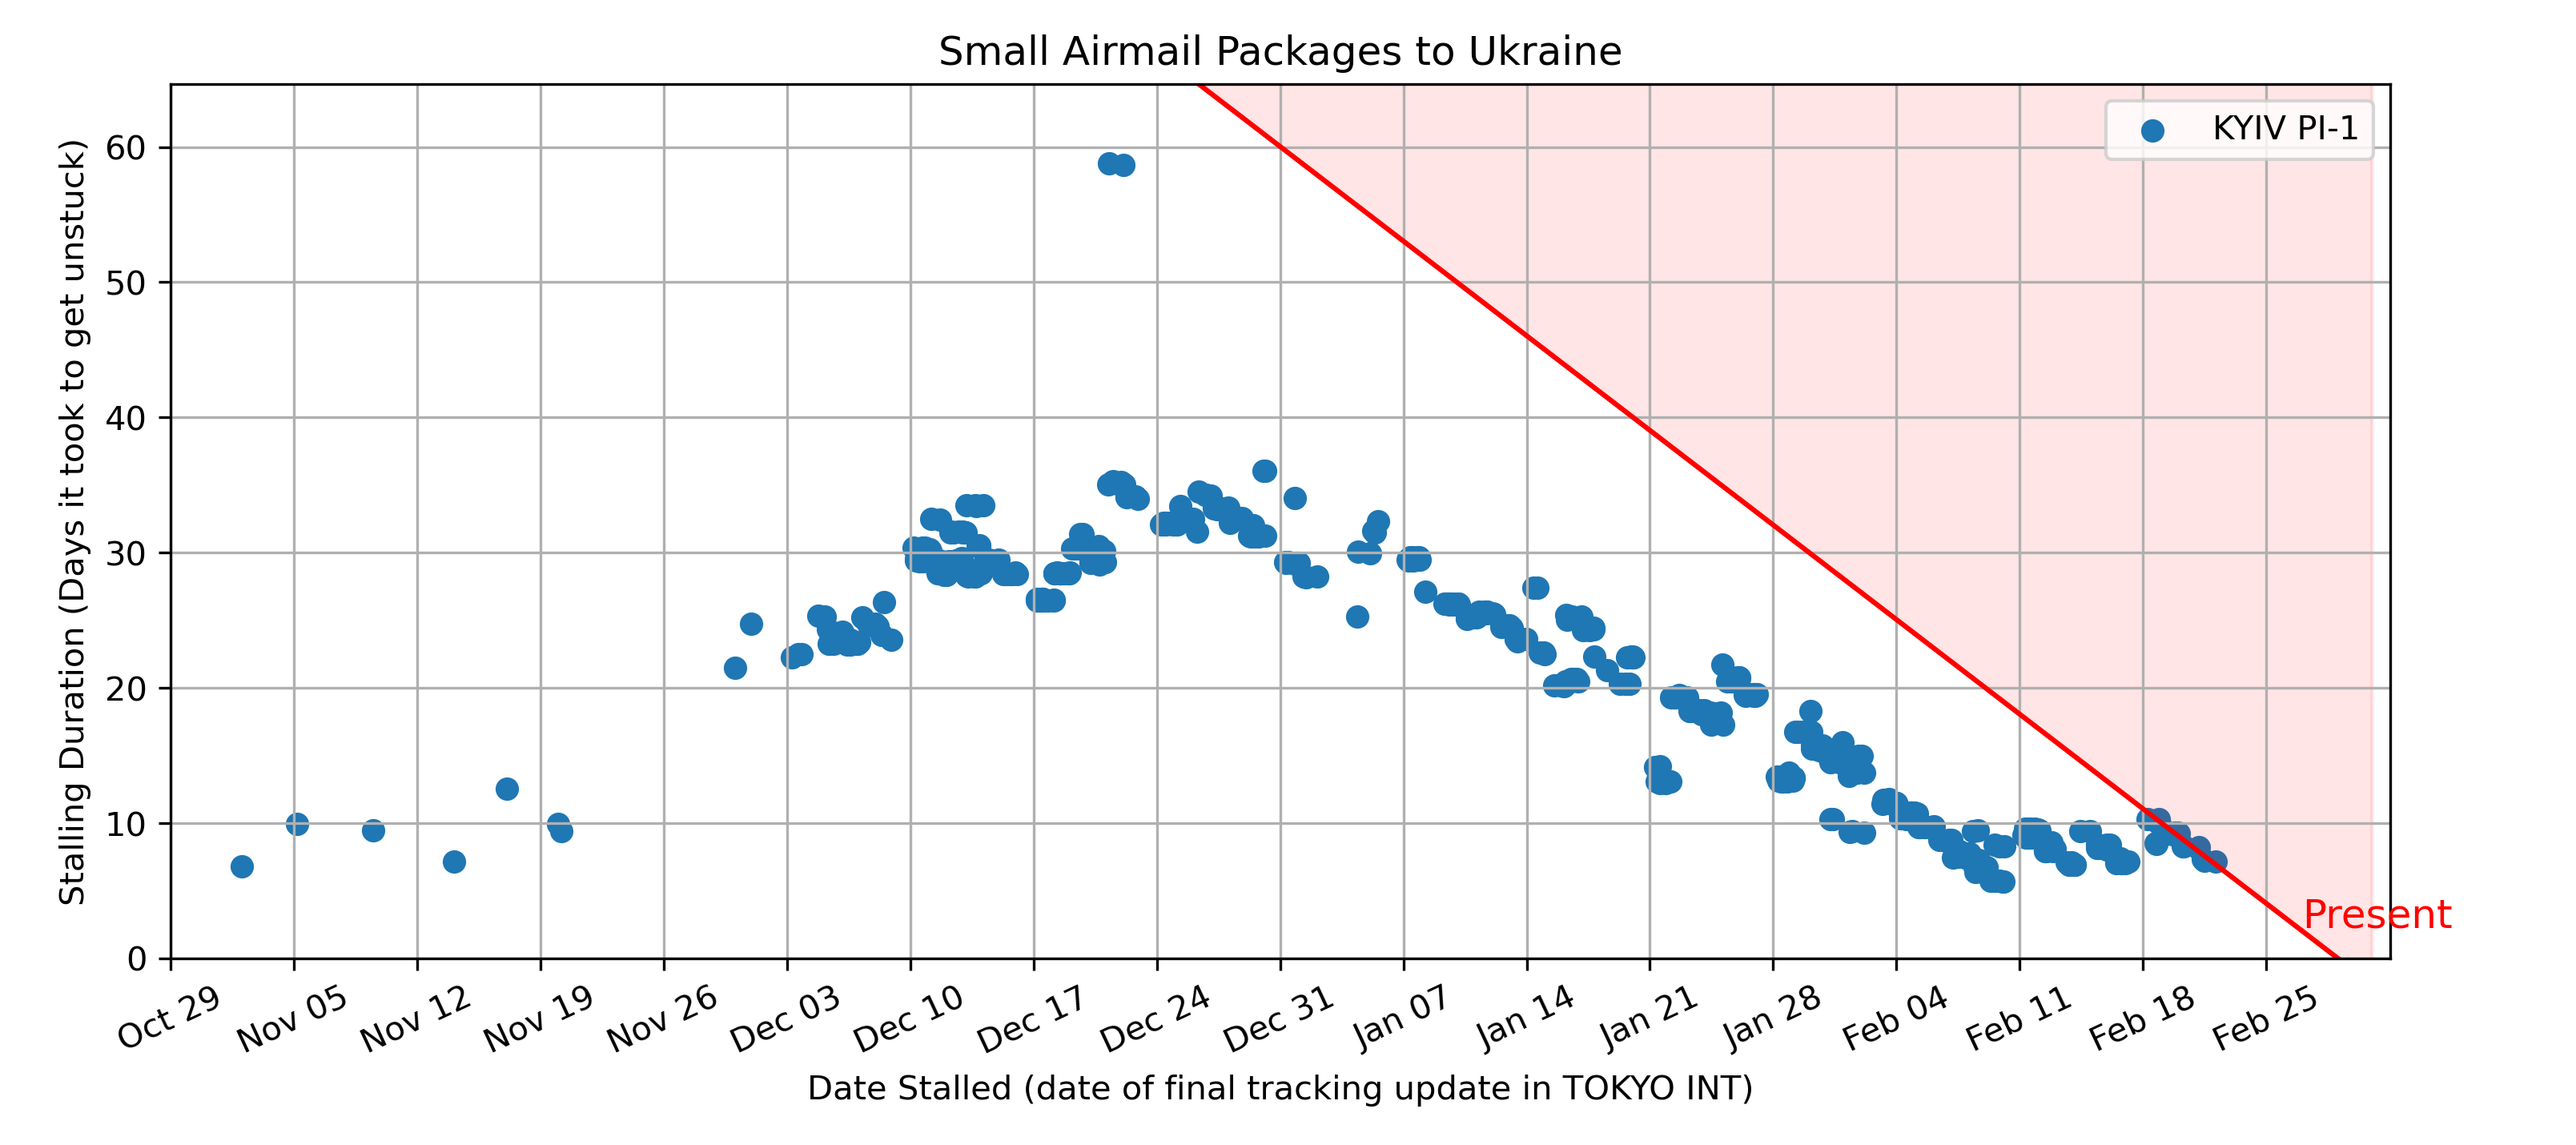 Small Airmail Packages to Ukraine
KYIV PI-1
Stalling Duration (Days it took to get unstuck)
60
50
40
30
20
10
0
Present
Oct 29
Nov 05
Nov 12
Nov 19
Nov 26
Dec 03
Dec 10
Dec 17
Dec 24
Dec 31
Jan 07
Jan 14
Jan 21
Jan 28
Feb 04
Feb 11
Feb 18
Feb 25
Date Stalled (date of final tracking update in TOKYO INT)